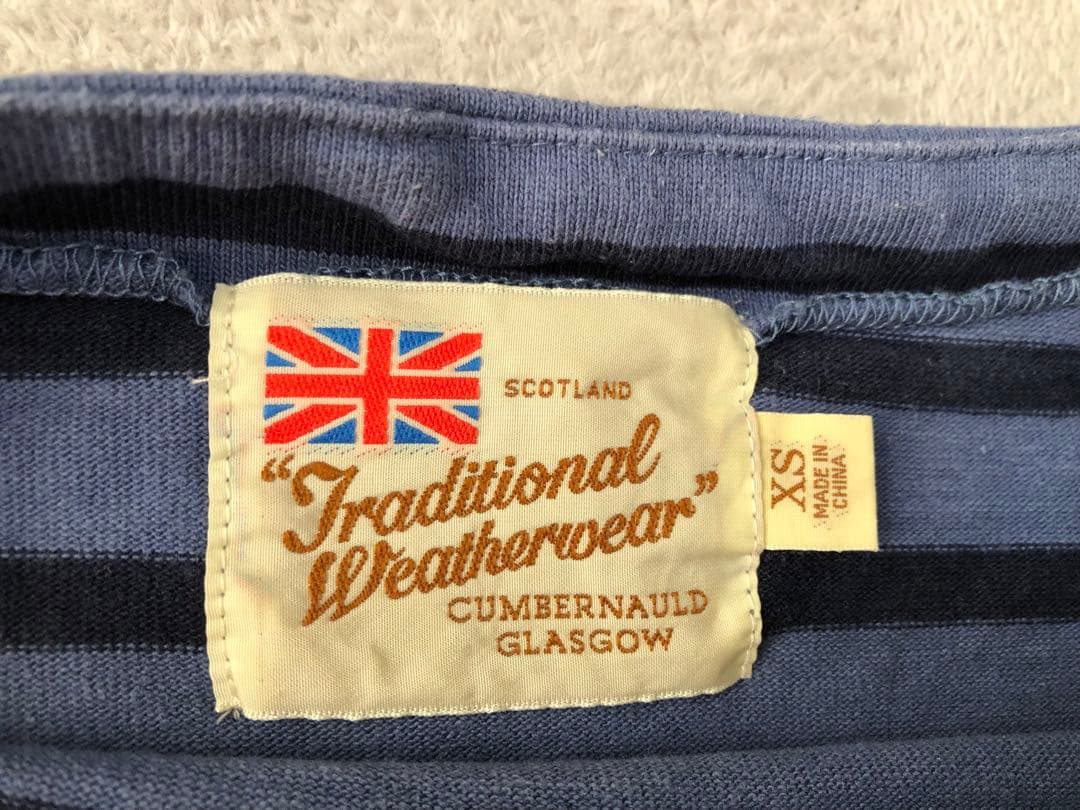 SCOTLAND
“Traditional
Weatherwear”
CUMBERNAULD
GLASGOW
XS
MADE IN
CHINA